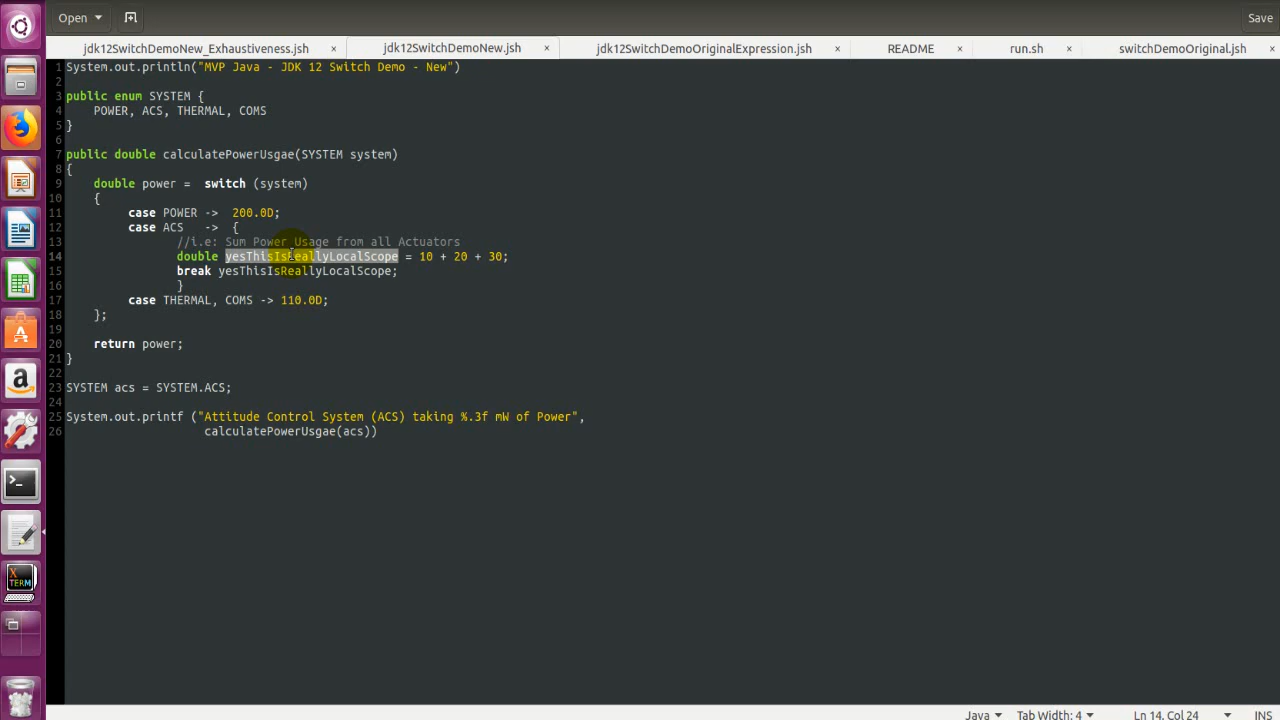 Open Save
jdk12SwitchDemoNew_Exhaustiveness.jsh × jdk12SwitchDemoNew.jsh × jdk12SwitchDemoOriginalExpression.jsh × README × run.sh × switchDemoOriginal.jsh ×
1 System.out.println("MVP Java - JDK 12 Switch Demo - New")
2
3 public enum SYSTEM {
4     POWER, ACS, THERMAL, COMS
5 }
6
7 public double calculatePowerUsgae(SYSTEM system)
8 {
9     double power =  switch (system)
10     {
11          case POWER ->  200.0D;
12          case ACS   ->  {
13                 //i.e: Sum Power Usage from all Actuators
14                 double yesThisIsReallyLocalScope = 10 + 20 + 30;
15                 break yesThisIsReallyLocalScope;
16                 }
17          case THERMAL, COMS -> 110.0D;
18     };
19
20     return power;
21 }
22
23 SYSTEM acs = SYSTEM.ACS;
24
25 System.out.printf ("Attitude Control System (ACS) taking %.3f mW of Power",
26                     calculatePowerUsgae(acs))
X
TERM
Java Tab Width: 4 Ln 14, Col 24 INS